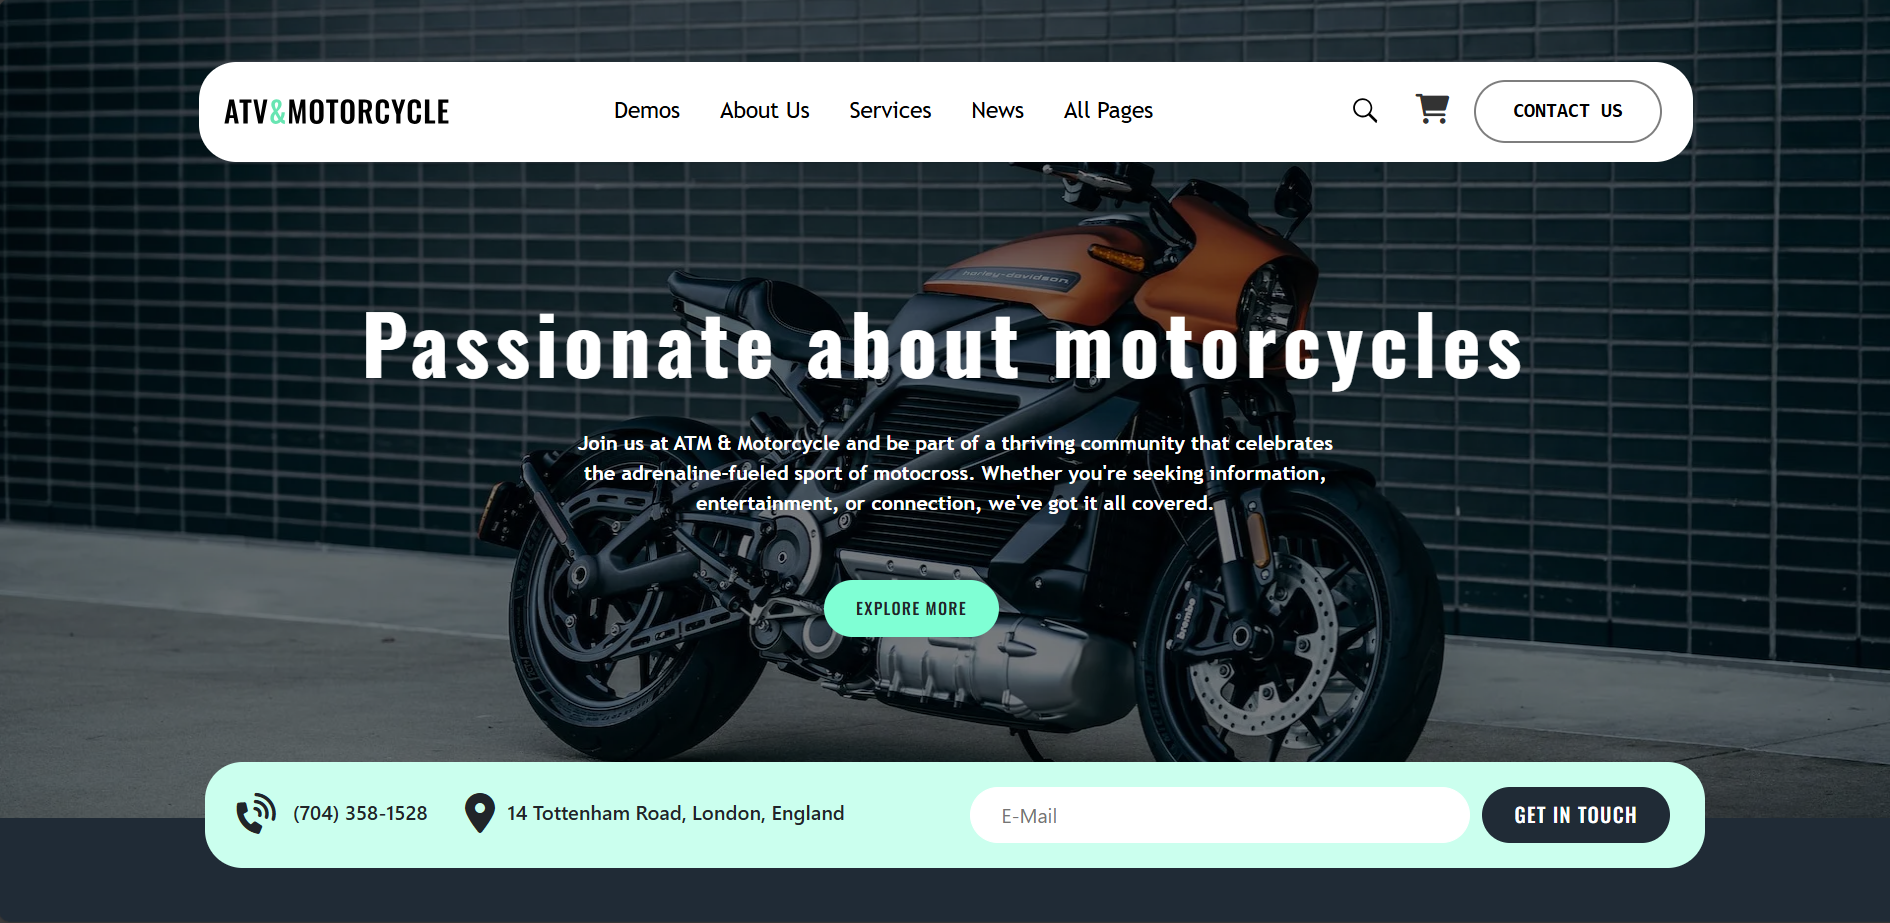 ATV&MOTORCYCLE
Demos About Us Services News All Pages
CONTACT US
harley-davidson
Passionate about motorcycles
Join us at ATM & Motorcycle and be part of a thriving community that celebrates
the adrenaline-fueled sport of motocross. Whether you're seeking information,
entertainment, or connection, we've got it all covered.
EXPLORE MORE
brembo
(704) 358-1528
14 Tottenham Road, London, England
E-Mail
GET IN TOUCH